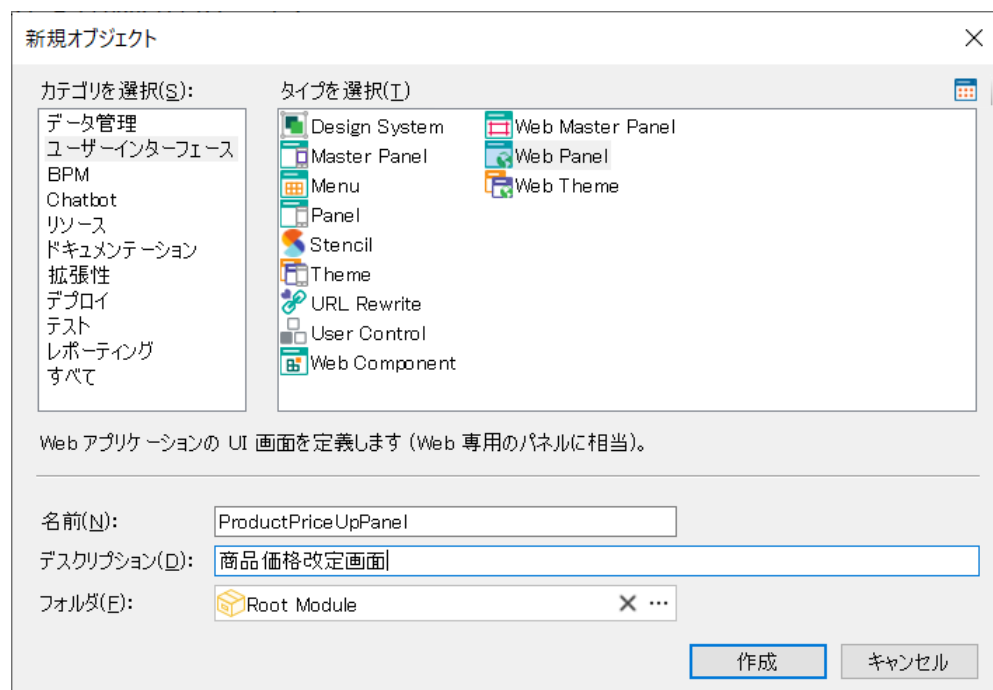 新規オブジェクト
カテゴリを選択(S):
データ管理
ユーザーインターフェース
BPM
Chatbot
リソース
ドキュメンテーション
拡張性
デプロイ
テスト
レポーティング
すべて
タイプを選択(T)
Design System
Master Panel
Menu
Panel
Stencil
Theme
URL Rewrite
User Control
Web Component
Web Master Panel
Web Panel
Web Theme
Web アプリケーションの UI 画面を定義します (Web 専用のパネルに相当)。
名前(N):
ProductPriceUpPanel
デスクリプション(D):
商品価格改定画面
フォルダ(F):
Root Module
作成
キャンセル